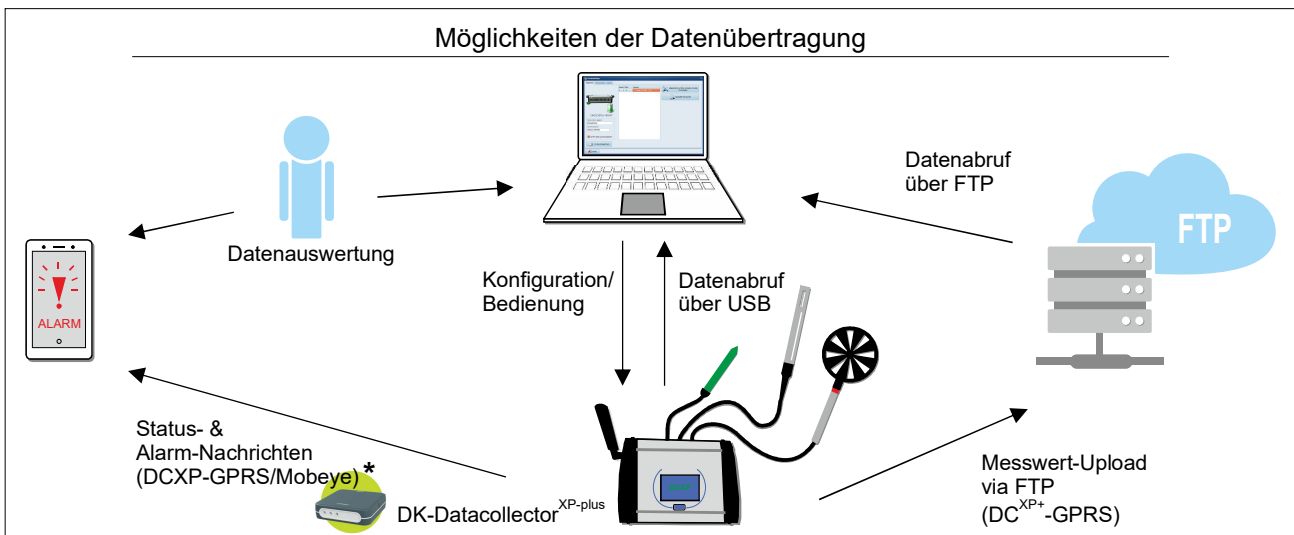 Möglichkeiten der Datenübertragung
Datenabruf
über FTP
FTP
Datenauswertung
Konfiguration/
Bedienung
Datenabruf
über USB
ALARM
Status- &
Alarm-Nachrichten
(DCXP-GPRS/Mobeye) *
DK-Datacollector XP-plus
DCXP
Messwert-Upload
via FTP
(DC XP+ -GPRS)